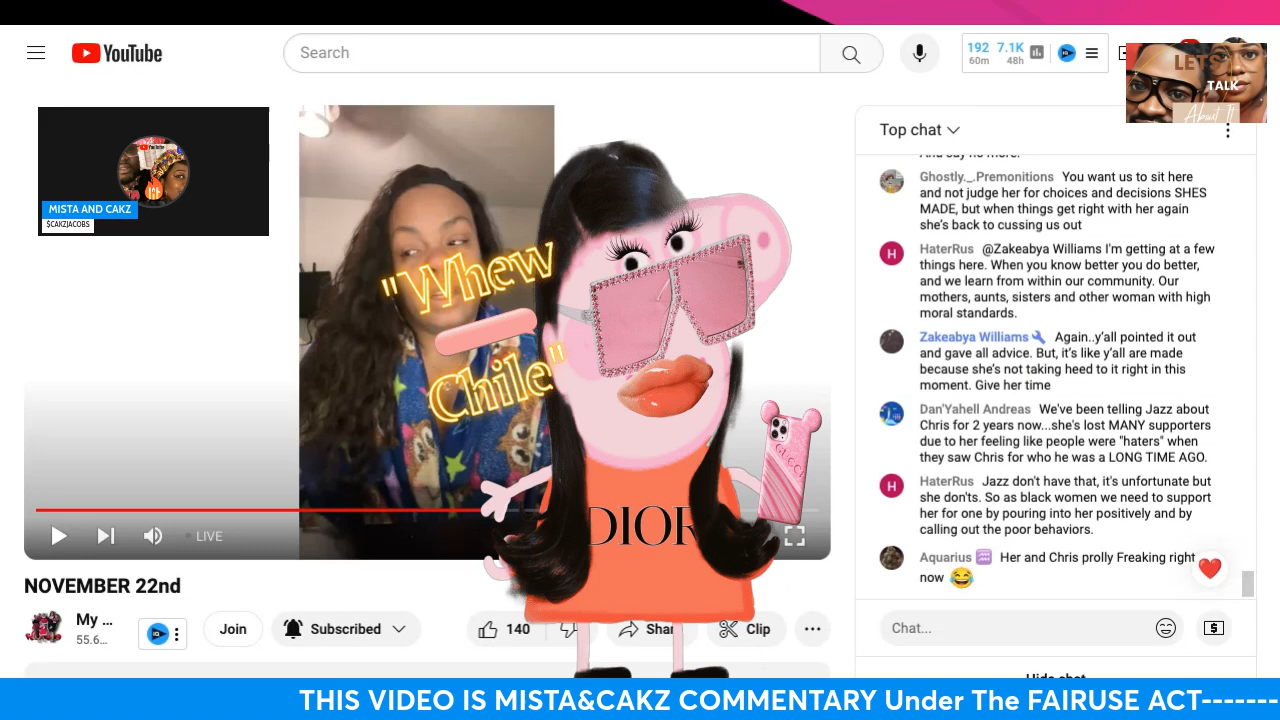 YouTube
Search
192 7.1K
60m 48h
LETS
TALK
About It
MISTA AND CAKZ
$CAKZJACOBS
"Whew
Chile"
GUCCI
DIOR
LIVE
NOVEMBER 22nd
My ...
55.6...
Join
Subscribed
140
Clip
Top chat
Ghostly._.Premonitions You want us to sit here
and not judge her for choices and decisions SHES
MADE, but when things get right with her again
she's back to cussing us out
H
HaterRus @Zakeabya Williams I'm getting at a few
things here. When you know better you do better,
and we learn from within our community. Our
mothers, aunts, sisters and other woman with high
moral standards.
Zakeabya Williams Again..y'all pointed it out
and gave all advice. But, it's like y'all are made
because she's not taking heed to it right in this
moment. Give her time
Dan'Yahell Andreas We've been telling Jazz about
Chris for 2 years now...she's lost MANY supporters
due to her feeling like people were "haters" when
they saw Chris for who he was a LONG TIME AGO.
H
HaterRus Jazz don't have that, it's unfortunate but
she don'ts. So as black women we need to support
her for one by pouring into her positively and by
calling out the poor behaviors.
Aquarius ♒ Her and Chris prolly Freaking right
now 😂
Chat...
THIS VIDEO IS MISTA&CAKZ COMMENTARY Under The FAIRUSE ACT-------